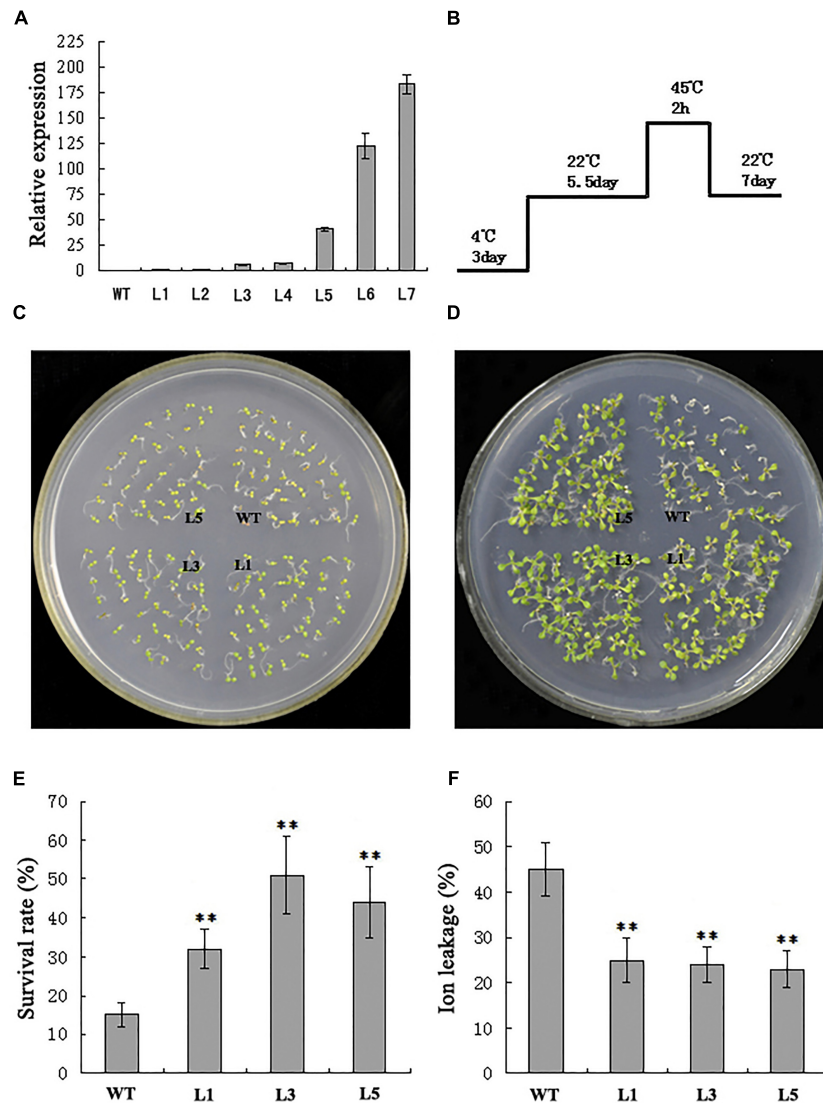 A
Relative expression
225
200
175
150
125
100
75
50
25
0
WT L1 L2 L3 L4 L5 L6 L7
B
4℃
3day
22℃
5.5day
45℃
2h
22℃
7day
C
L5 WT
L3 L1
D
L5 WT
L3 L1
E
Survival rate (%)
70
60
50
40
30
20
10
0
** ** **
WT L1 L3 L5
F
Ion leakage (%)
60
50
40
30
20
10
0
** ** **
WT L1 L3 L5